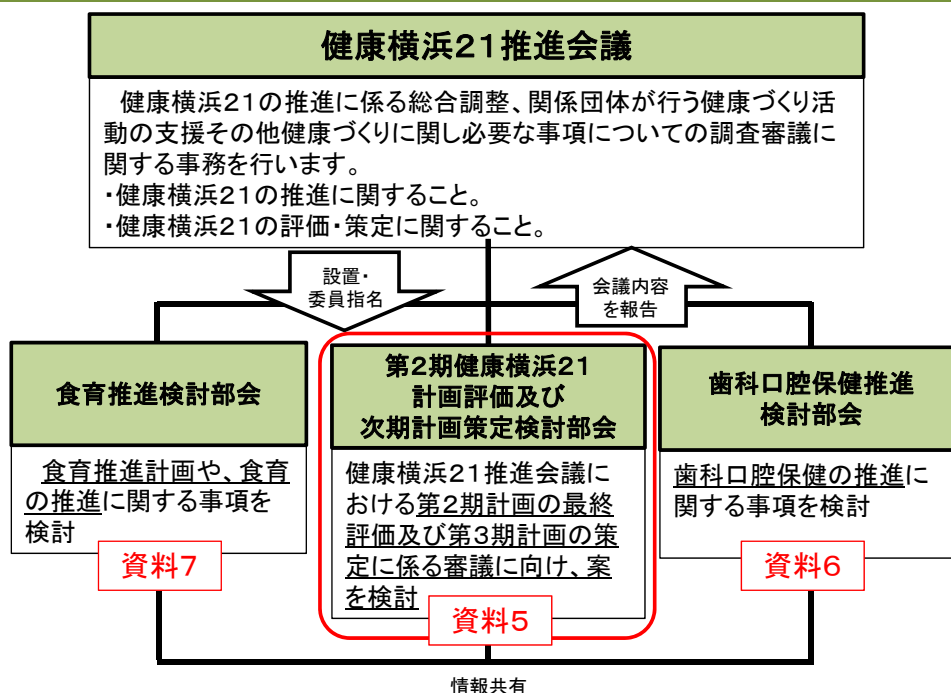 健康横浜21推進会議
健康横浜21の推進に係る総合調整、関係団体が行う健康づくり活
動の支援その他健康づくりに関し必要な事項についての調査審議に
関する事務を行います。
・健康横浜21の推進に関すること。
・健康横浜21の評価・策定に関すること。
設置・
委員指名
会議内容
を報告
食育推進検討部会
食育推進計画や、食育
の推進に関する事項を
検討
資料7
第2期健康横浜21
計画評価及び
次期計画策定検討部会
健康横浜21推進会議に
おける第2期計画の最終
評価及び第3期計画の策
定に係る審議に向け、案
を検討
資料5
歯科口腔保健推進
検討部会
歯科口腔保健の推進に
関する事項を検討
資料6
情報共有